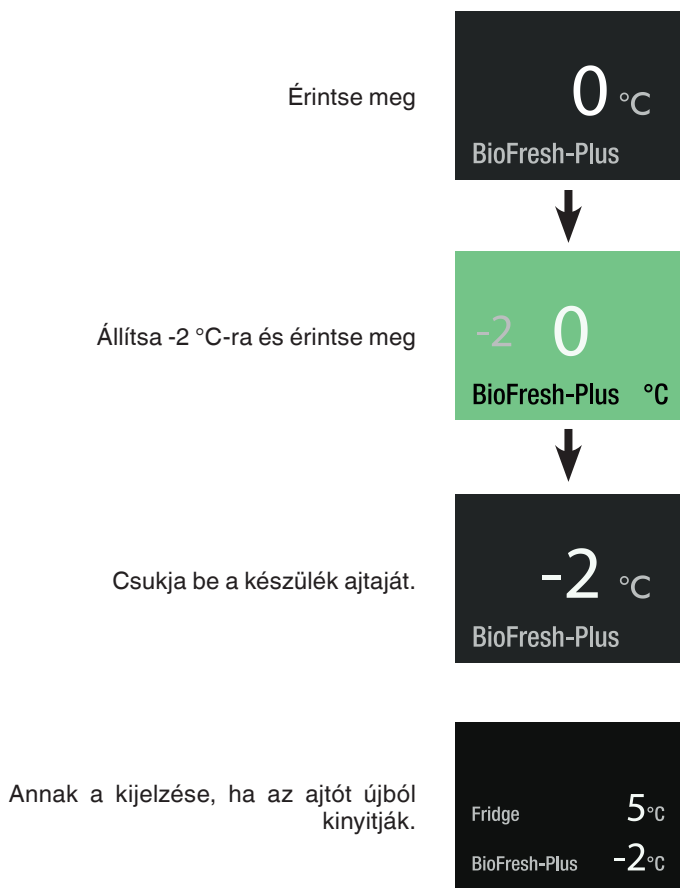 Érintse meg
0 °C
BioFresh-Plus
Állítsa -2 °C-ra és érintse meg
-2 0
BioFresh-Plus °C
Csukja be a készülék ajtaját.
-2 °C
BioFresh-Plus
Annak a kijelzése, ha az ajtót újból
kinyitják.
Fridge 5°C
BioFresh-Plus -2°C